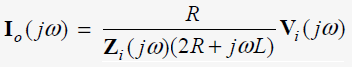 I_o(jω) = R / (Z_i(jω)(2R + jωL)) V_i(jω)